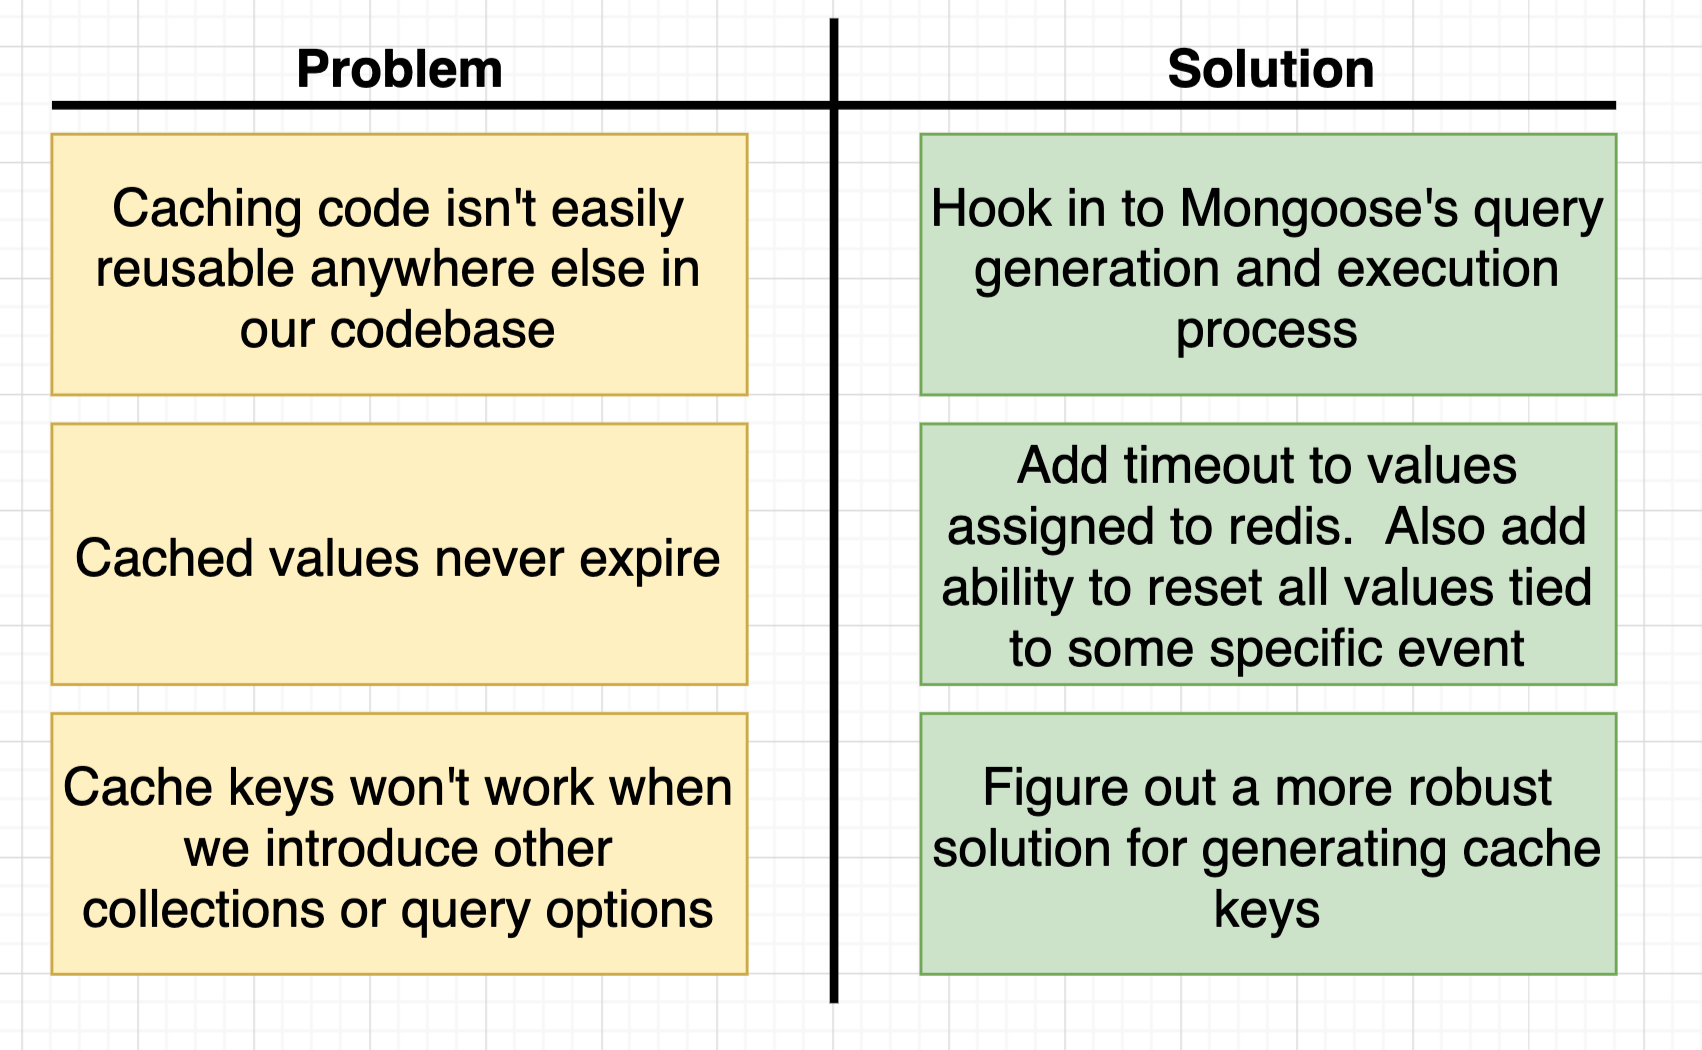 Problem
Solution
Caching code isn't easily
reusable anywhere else in
our codebase
Hook in to Mongoose's query
generation and execution
process
Cached values never expire
Add timeout to values
assigned to redis.  Also add
ability to reset all values tied
to some specific event
Cache keys won't work when
we introduce other
collections or query options
Figure out a more robust
solution for generating cache
keys